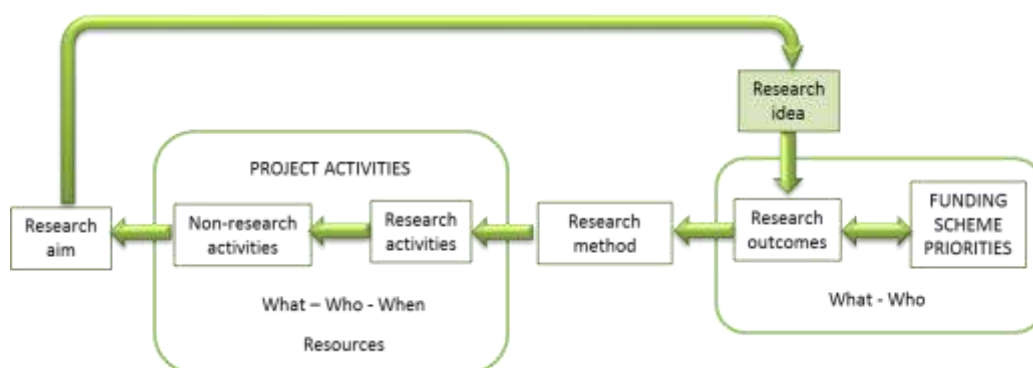 Research
idea
PROJECT ACTIVITIES
Research
aim
Non-research
activities
Research
activities
What – Who - When
Resources
Research
method
Research
outcomes
FUNDING
SCHEME
PRIORITIES
What - Who